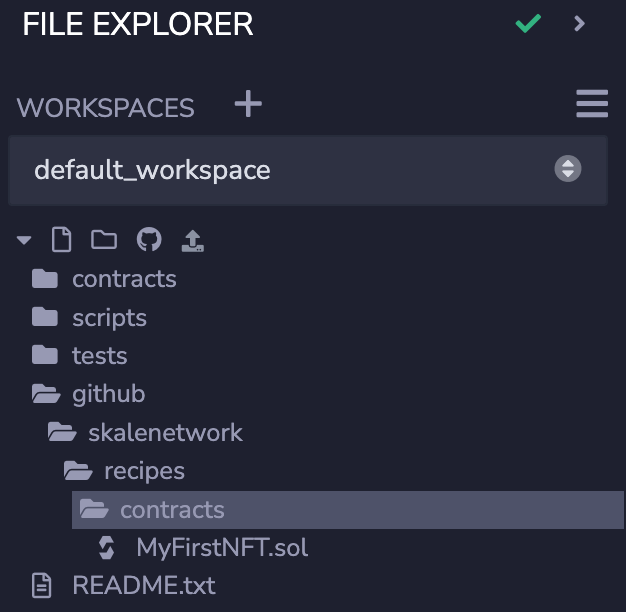 FILE EXPLORER
WORKSPACES
default_workspace
contracts
scripts
tests
github
skalenetwork
recipes
contracts
MyFirstNFT.sol
README.txt